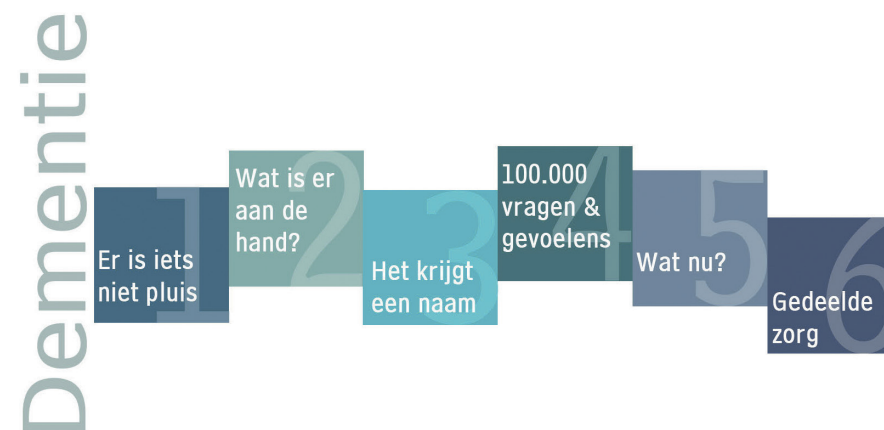 Dementie
1
Er is iets
niet pluis
2
Wat is er
aan de
hand?
3
Het krijgt
een naam
4
100.000
vragen &
gevoelens
5
Wat nu?
6
Gedeelde
zorg